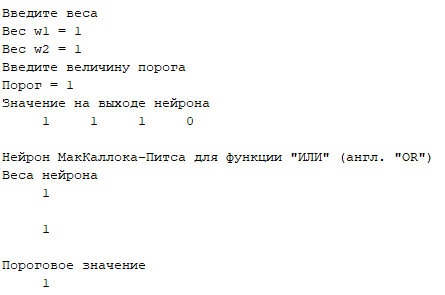 Введите веса
Вес w1 = 1
Вес w2 = 1
Введите величину порога
Порог = 1
Значение на выходе нейрона
1 1 1 0
Нейрон МакКаллока-Питса для функции "ИЛИ" (англ. "OR")
Веса нейрона
1
1
Пороговое значение
1